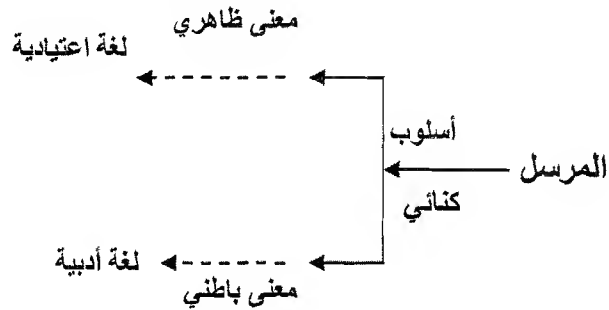 معنى ظاهري
لغة اعتيادية
أسلوب
المرسل
كنائي
لغة أدبية
معنى باطني